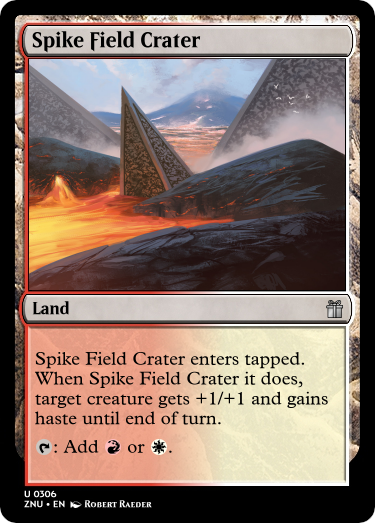 Spike Field Crater
Land
Spike Field Crater enters tapped.
When Spike Field Crater it does,
target creature gets +1/+1 and gains
haste until end of turn.
: Add or .
U 0306
ZNU • EN Robert Raeder